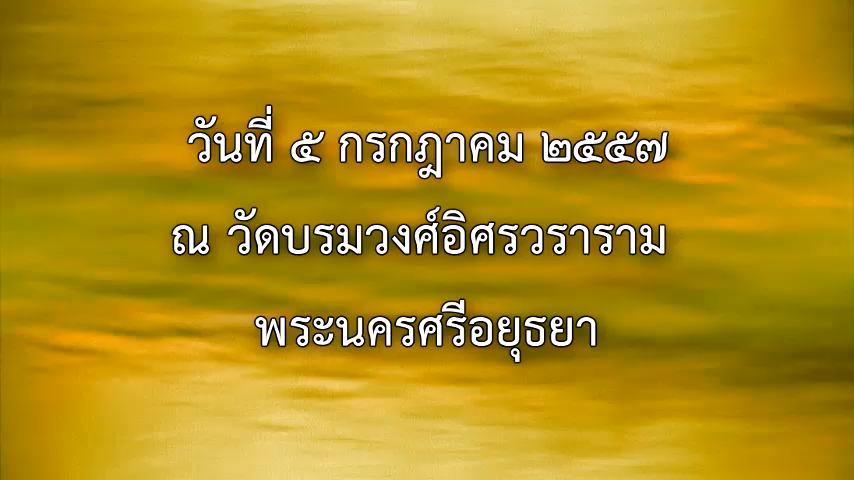 วันที่ ๕ กรกฎาคม ๒๕๕๗
ณ วัดบรมวงศ์อิศรวราราม
พระนครศรีอยุธยา